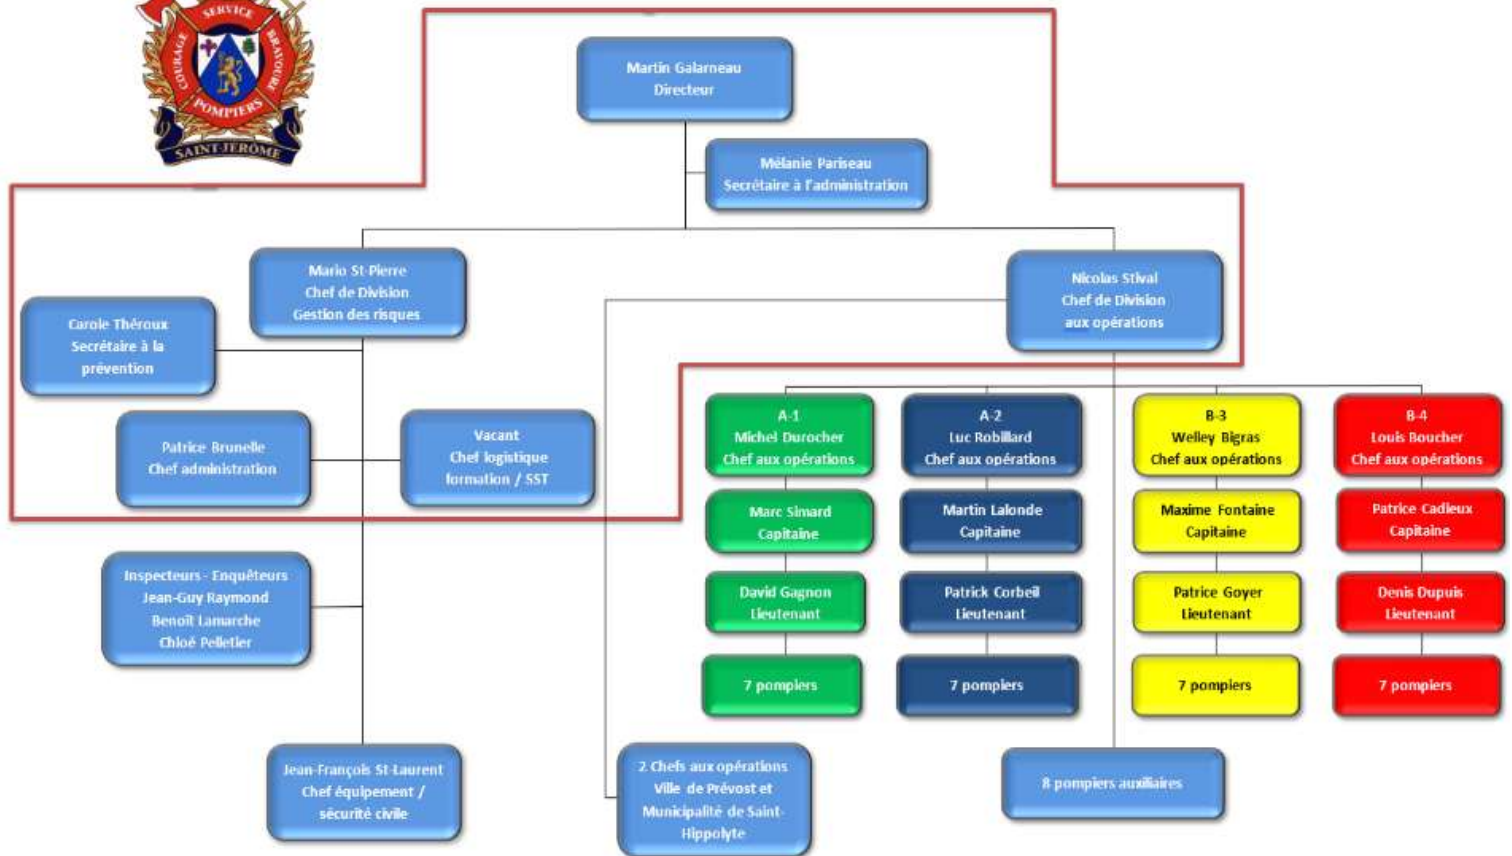 SERVICE
COURAGE
BRAVOURE
POMPIERS
SAINT-JÉRÔME
Martin Galarneau
Directeur
Mélanie Pariseau
Secrétaire à l'administration
Mario St-Pierre
Chef de Division
Gestion des risques
Nicolas Stival
Chef de Division
aux opérations
Carole Théroux
Secrétaire à la
prévention
Patrice Brunelle
Chef administration
Vacant
Chef logistique
formation / SST
A-1
Michel Durocher
Chef aux opérations
A-2
Luc Robillard
Chef aux opérations
B-3
Welley Bigras
Chef aux opérations
B-4
Louis Boucher
Chef aux opérations
Marc Simard
Capitaine
Martin Lalonde
Capitaine
Maxime Fontaine
Capitaine
Patrice Cadieux
Capitaine
Inspecteurs - Enquêteurs
Jean-Guy Raymond
Benoît Lamarche
Chloé Pelletier
David Gagnon
Lieutenant
Patrick Corbeil
Lieutenant
Patrice Goyer
Lieutenant
Denis Dupuis
Lieutenant
7 pompiers
7 pompiers
7 pompiers
7 pompiers
Jean-François St-Laurent
Chef équipement /
sécurité civile
2 Chefs aux opérations
Ville de Prévost et
Municipalité de Saint-
Hippolyte
8 pompiers auxiliaires